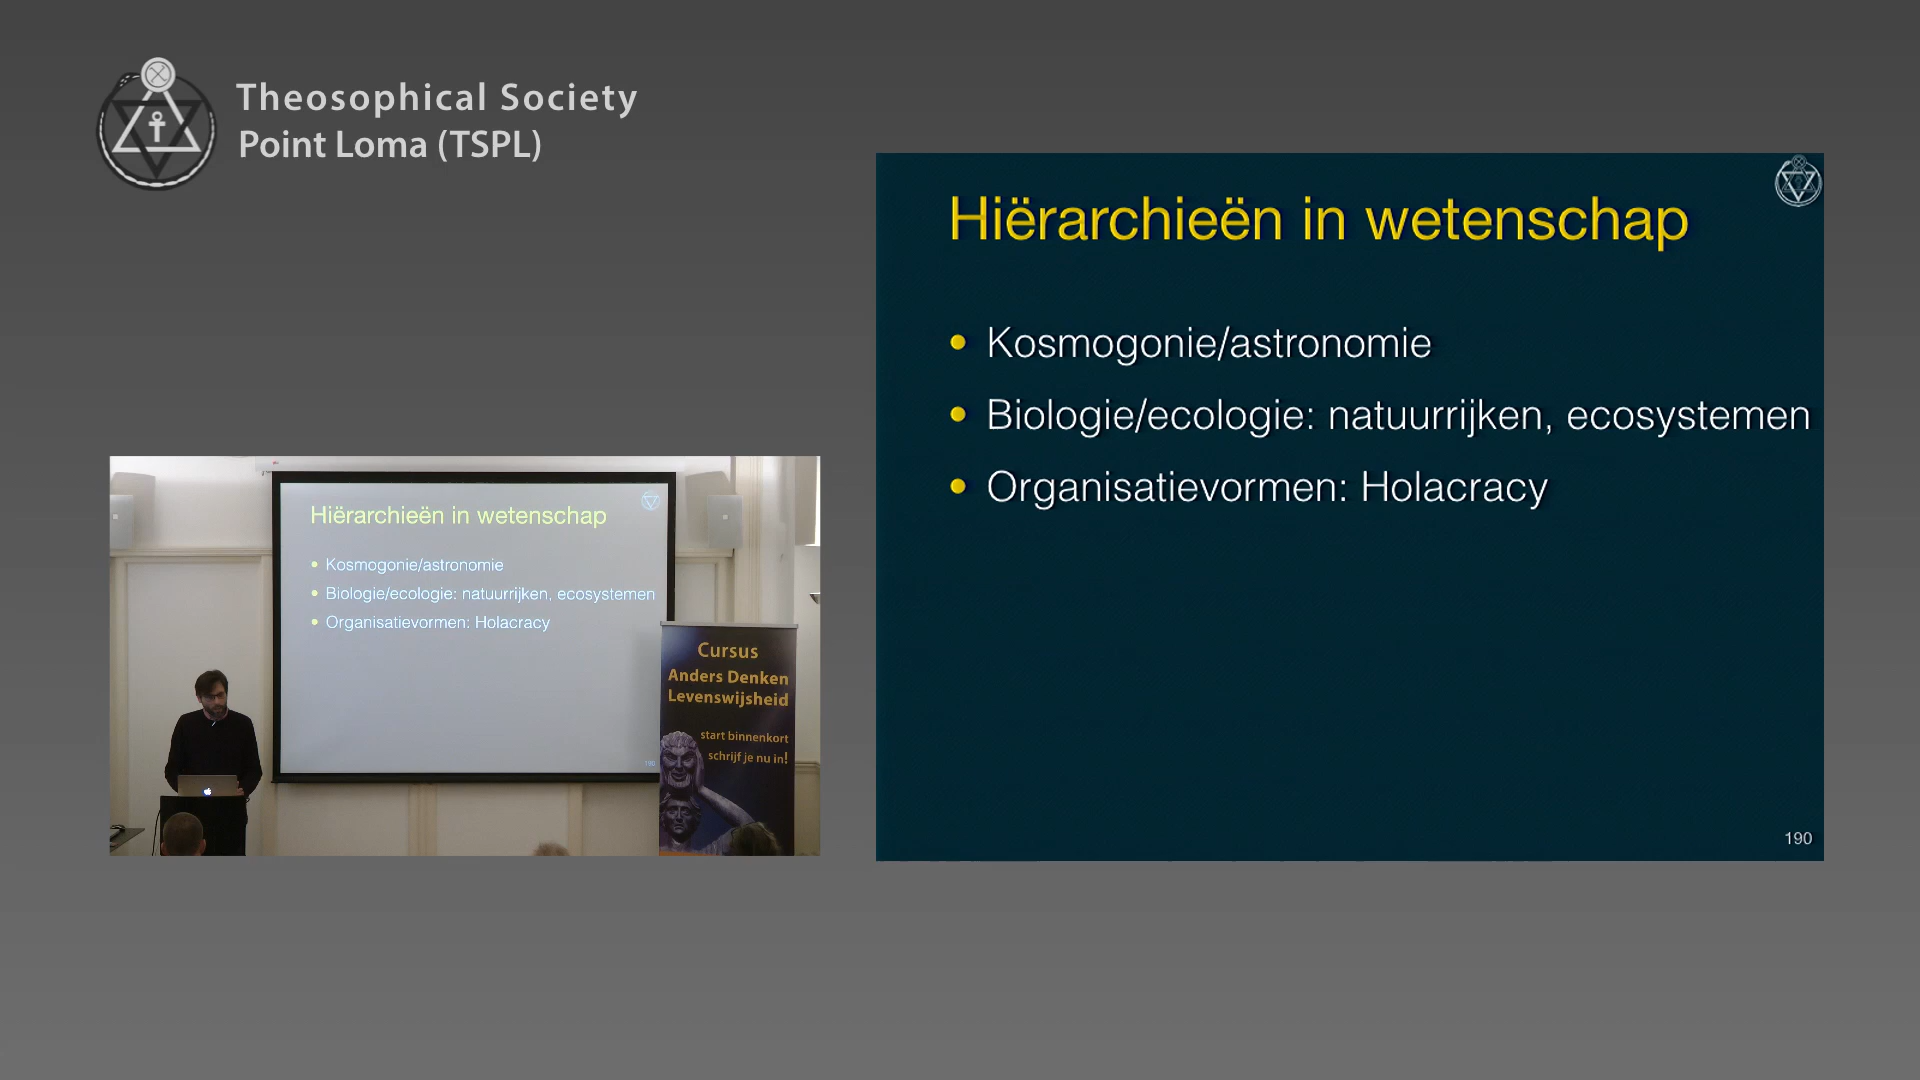 Theosophical Society
Point Loma (TSPL)
Hiërarchieën in wetenschap
• Kosmogonie/astronomie
• Biologie/ecologie: natuurrijken, ecosystemen
• Organisatievormen: Holacracy
190
Hiërarchieën in wetenschap
• Kosmogonie/astronomie
• Biologie/ecologie: natuurrijken, ecosystemen
• Organisatievormen: Holacracy
190
Cursus
Anders Denken
Levenswijsheid
start binnenkort
schrijf je nu in!